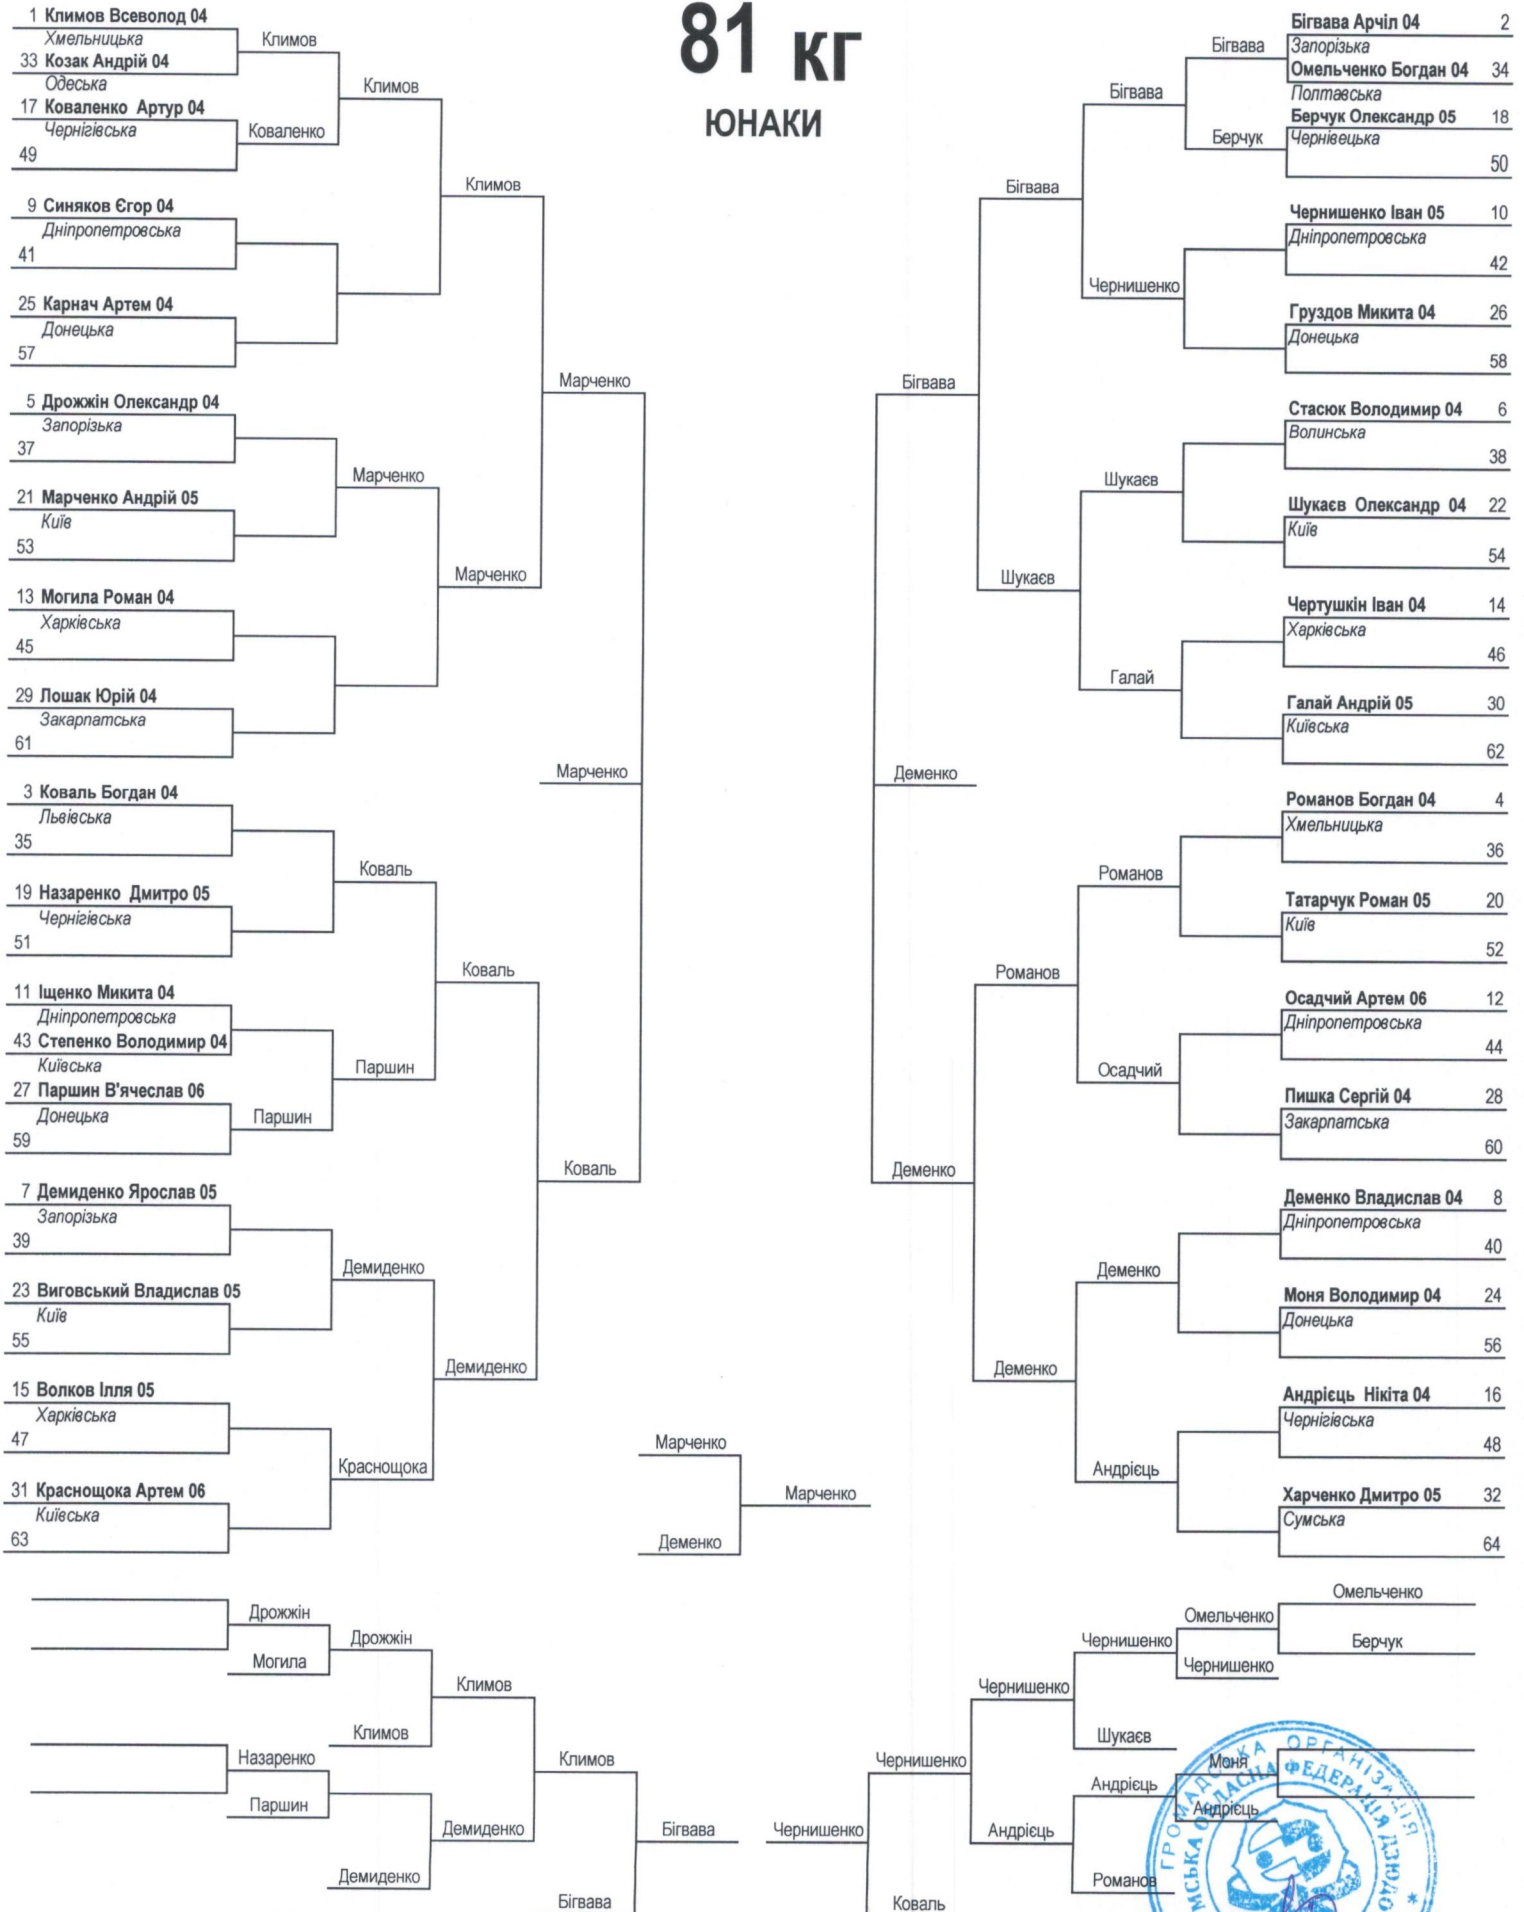 81 кг
ЮНАКИ
1 Климов Всеволод 04
Хмельницька
33 Козак Андрій 04
Одеська
17 Коваленко Артур 04
Чернігівська
49
9 Синяков Єгор 04
Дніпропетровська
41
25 Карнач Артем 04
Донецька
57
5 Дрожжін Олександр 04
Запорізька
37
21 Марченко Андрій 05
Київ
53
13 Могила Роман 04
Харківська
45
29 Лошак Юрій 04
Закарпатська
61
3 Коваль Богдан 04
Львівська
35
19 Назаренко Дмитро 05
Чернігівська
51
11 Іщенко Микита 04
Дніпропетровська
43 Степенко Володимир 04
Київська
27 Паршин В'ячеслав 06
Донецька
59
7 Демиденко Ярослав 05
Запорізька
39
23 Виговський Владислав 05
Київ
55
15 Волков Ілля 05
Харківська
47
31 Краснощока Артем 06
Київська
63
Климов
Коваленко
Паршин
Климов
Марченко
Коваль
Паршин
Демиденко
Краснощока
Климов
Марченко
Коваль
Демиденко
Марченко
Коваль
Марченко
Бігвава Арчіл 04 2
Запорізька
Омельченко Богдан 04 34
Полтавська
Берчук Олександр 05 18
Чернівецька
50
Чернишенко Іван 05 10
Дніпропетровська
42
Груздов Микита 04 26
Донецька
58
Стасюк Володимир 04 6
Волинська
38
Шукаєв Олександр 04 22
Київ
54
Чертушкін Іван 04 14
Харківська
46
Галай Андрій 05 30
Київська
62
Романов Богдан 04 4
Хмельницька
36
Татарчук Роман 05 20
Київ
52
Осадчий Артем 06 12
Дніпропетровська
44
Пишка Сергій 04 28
Закарпатська
60
Деменко Владислав 04 8
Дніпропетровська
40
Моня Володимир 04 24
Донецька
56
Андрієць Нікіта 04 16
Чернігівська
48
Харченко Дмитро 05 32
Сумська
64
Бігвава
Берчук
Бігвава
Чернишенко
Шукаєв
Галай
Романов
Осадчий
Деменко
Андрієць
Бігвава
Шукаєв
Романов
Деменко
Бігвава
Деменко
Деменко
Марченко
Деменко
Марченко
Дрожжін
Могила
Дрожжін
Климов
Климов
Назаренко
Паршин
Демиденко
Демиденко
Климов
Бігвава
Бігвава
Омельченко
Берчук
Омельченко
Чернишенко
Чернишенко
Шукаєв
Чернишенко
Моня
Андрієць
Андрієць
Романов
Андрієць
Чернишенко
Коваль
Чернишенко
ГРОМАДСЬКА ОРГАНІЗАЦІЯ
ОБЛАСНА ФЕДЕРАЦІЯ ДЗЮДО